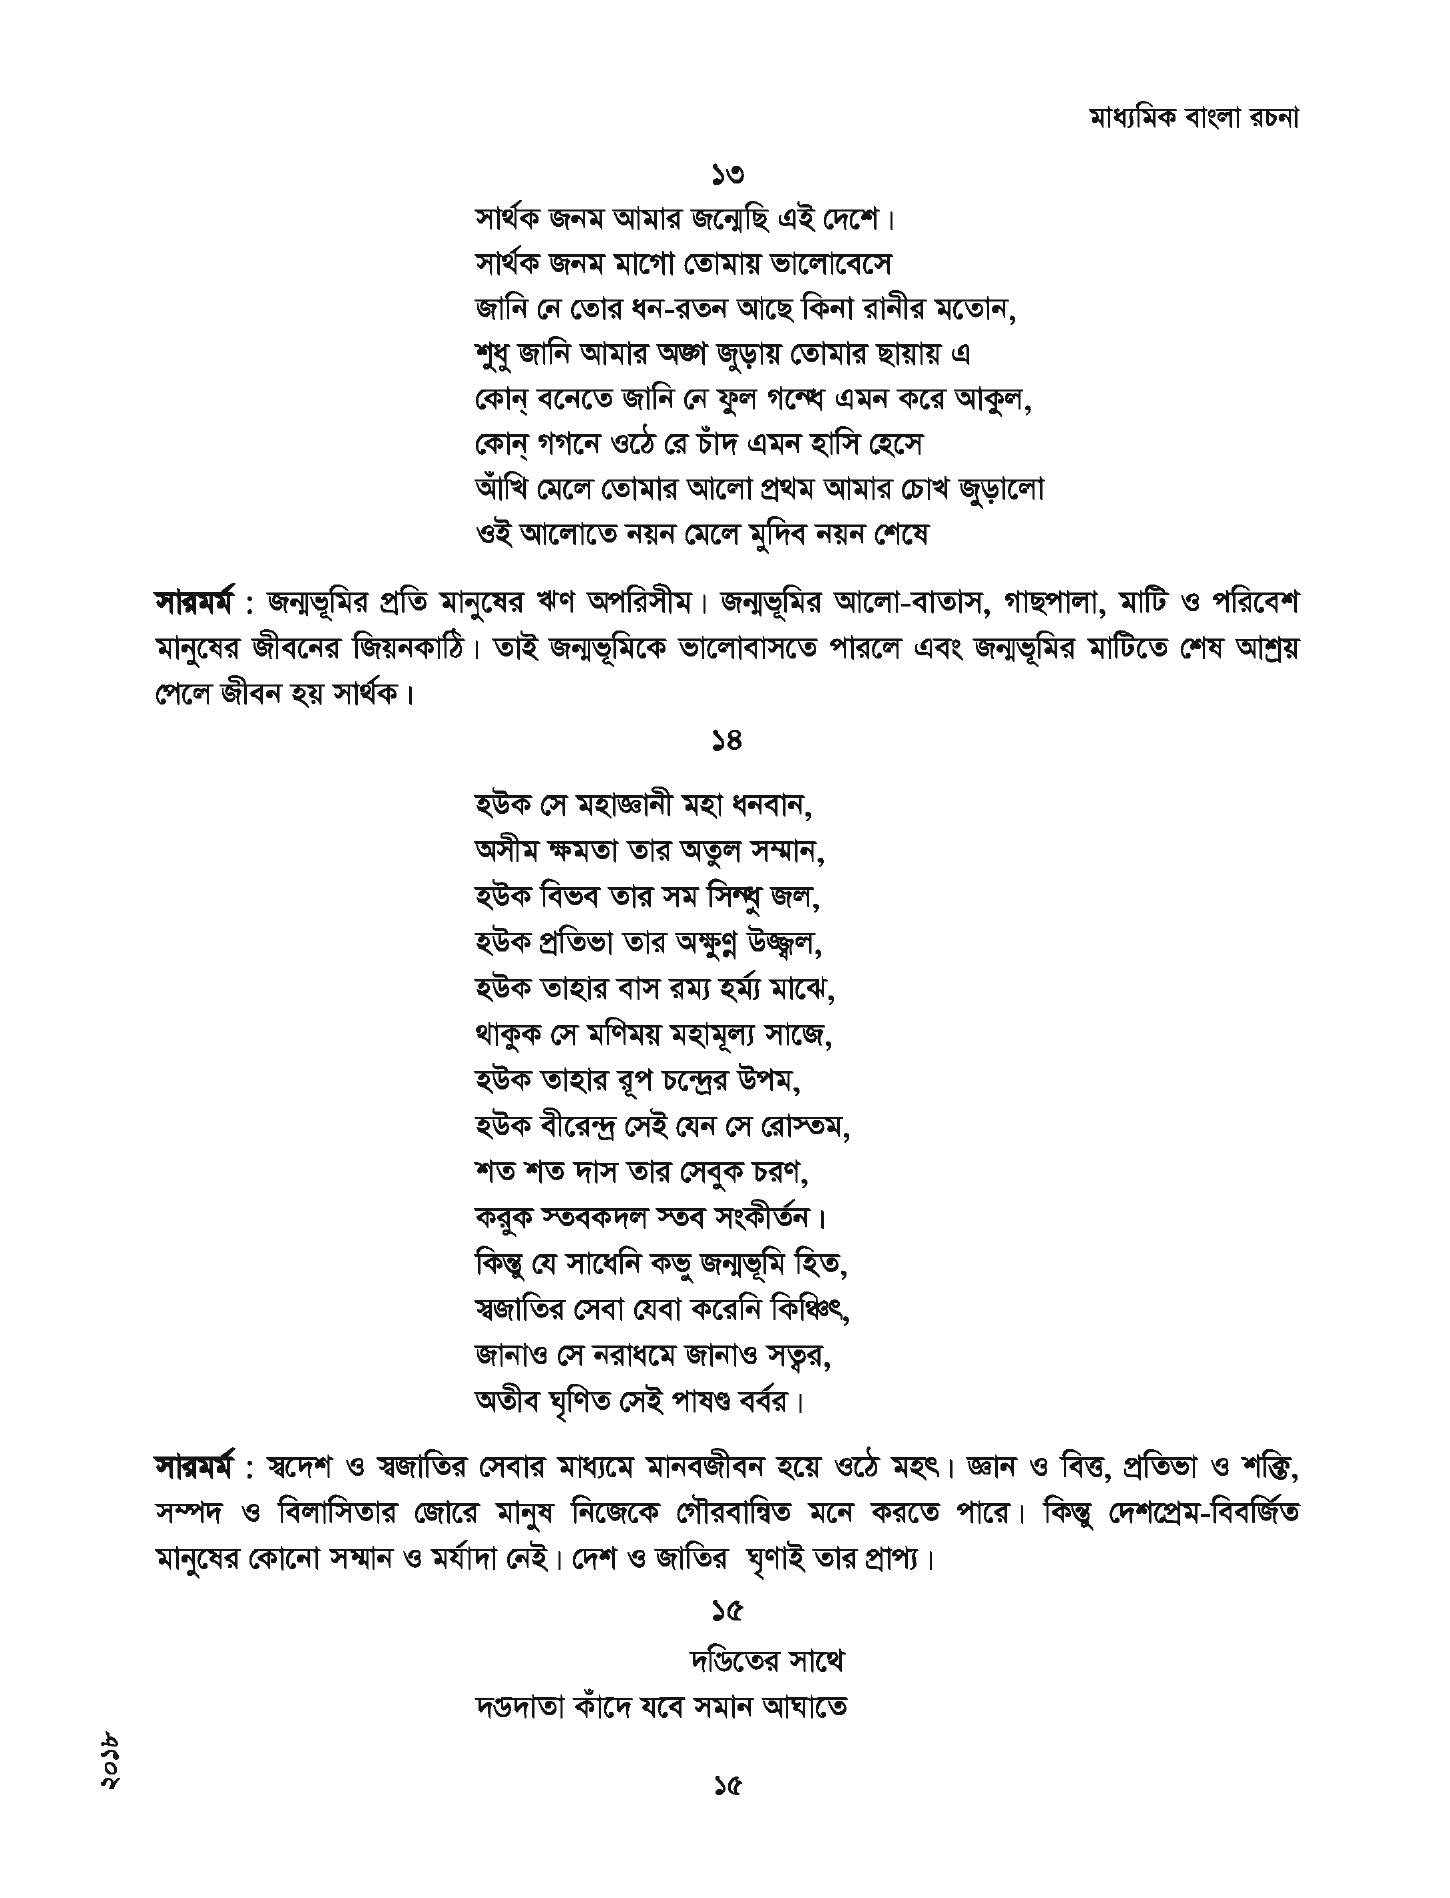 মাধ্যমিক বাংলা রচনা
১৩
সার্থক জনম আমার জন্মেছি এই দেশে।
সার্থক জনম মাগো তোমায় ভালোবেসে
জানি নে তোর ধন-রতন আছে কিনা রানীর মতোন,
শুধু জানি আমার অঙ্গ জুড়ায় তোমার ছায়ায় এ
কোন্ বনেতে জানি নে ফুল গন্ধে এমন করে আকুল,
কোন্ গগনে ওঠে রে চাঁদ এমন হাসি হেসে
আঁখি মেলে তোমার আলো প্রথম আমার চোখ জুড়ালো
ওই আলোতে নয়ন মেলে মুদিব নয়ন শেষে
সারমর্ম : জন্মভূমির প্রতি মানুষের ঋণ অপরিসীম। জন্মভূমির আলো-বাতাস, গাছপালা, মাটি ও পরিবেশ
মানুষের জীবনের জিয়নকাঠি। তাই জন্মভূমিকে ভালোবাসতে পারলে এবং জন্মভূমির মাটিতে শেষ আশ্রয়
পেলে জীবন হয় সার্থক।
১৪
হউক সে মহাজ্ঞানী মহা ধনবান,
অসীম ক্ষমতা তার অতুল সম্মান,
হউক বিভব তার সম সিন্ধু জল,
হউক প্রতিভা তার অক্ষুণ্ণ উজ্জ্বল,
হউক তাহার বাস রম্য হর্ম্য মাঝে,
থাকুক সে মণিময় মহামূল্য সাজে,
হউক তাহার রূপ চন্দ্রের উপম,
হউক বীরেন্দ্র সেই যেন সে রোস্তম,
শত শত দাস তার সেবুক চরণ,
করুক স্তবকদল স্তব সংকীর্তন।
কিন্তু যে সাধেনি কভু জন্মভূমি হিত,
স্বজাতির সেবা যেবা করেনি কিঞ্চিৎ,
জানাও সে নরাধমে জানাও সত্বর,
অতীব ঘৃণিত সেই পাষণ্ড বর্বর।
সারমর্ম : স্বদেশ ও স্বজাতির সেবার মাধ্যমে মানবজীবন হয়ে ওঠে মহৎ। জ্ঞান ও বিত্ত, প্রতিভা ও শক্তি,
সম্পদ ও বিলাসিতার জোরে মানুষ নিজেকে গৌরবান্বিত মনে করতে পারে। কিন্তু দেশপ্রেম-বিবর্জিত
মানুষের কোনো সম্মান ও মর্যাদা নেই। দেশ ও জাতির ঘৃণাই তার প্রাপ্য।
১৫
দণ্ডিতের সাথে
দণ্ডদাতা কাঁদে যবে সমান আঘাতে
২০১৮
১৫